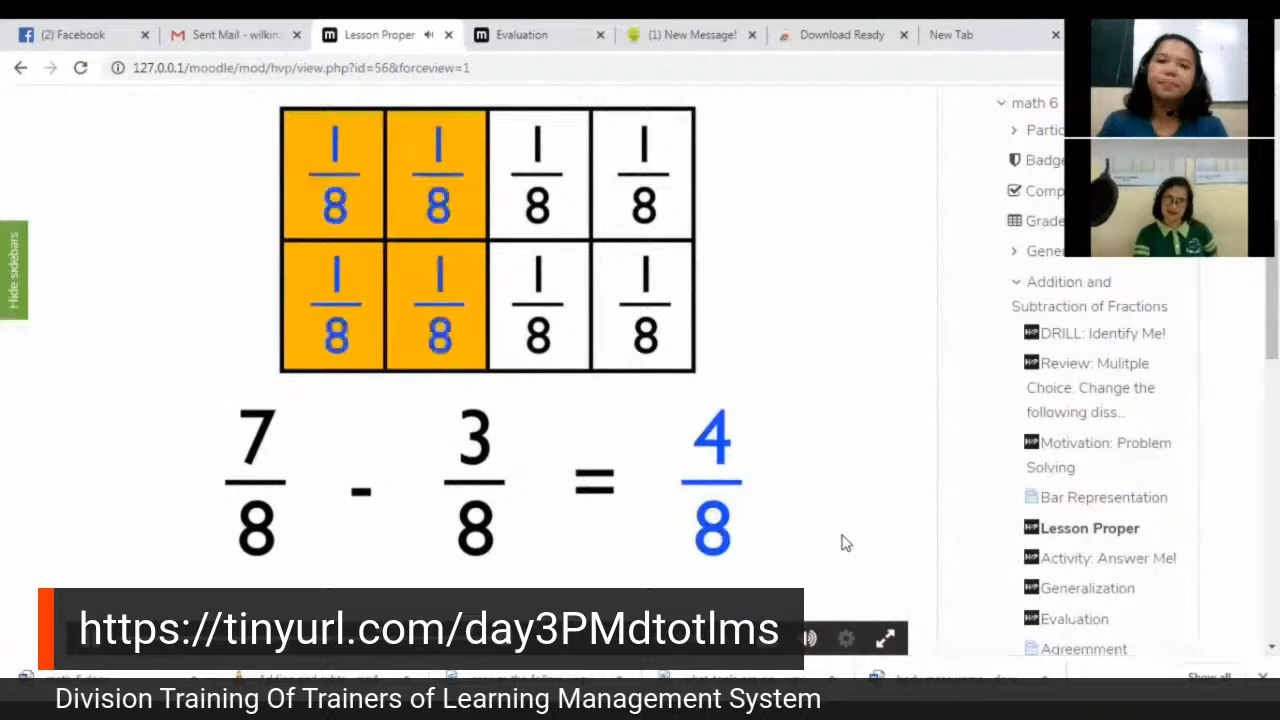 (2) Facebook
Sent Mail - wilkin.
Lesson Proper
Evaluation
(1) New Message!
Download Ready
New Tab
127.0.0.1/moodle/mod/hvp/view.php?id=56&forceview=1
Hide sidebars
1 1 1 1
8 8 8 8
1 1 1 1
8 8 8 8
7 3 4
- =
8 8 8
math 6
Partic
Badge
Comp
Grade
Gener
Addition and
Subtraction of Fractions
DRILL: Identify Me!
Review: Mulitple
Choice. Change the
following diss...
Motivation: Problem
Solving
Bar Representation
Lesson Proper
Activity: Answer Me!
Generalization
Evaluation
Agreemment
https://tinyurl.com/day3PMdtotlms
Show all
Division Training Of Trainers of Learning Management System